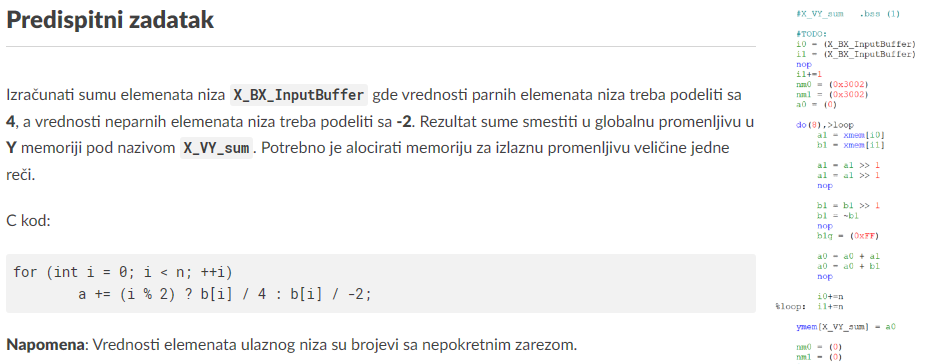 Predispitni zadatak
Izračunati sumu elemenata niza X_BX_InputBuffer gde vrednosti parnih elemenata niza treba podeliti sa
4, a vrednosti neparnih elemenata niza treba podeliti sa -2. Rezultat sume smestiti u globalnu promenljivu u
Y memoriji pod nazivom X_VY_sum. Potrebno je alocirati memoriju za izlaznu promenljivu veličine jedne
reči.
C kod:
for (int i = 0; i < n; ++i)
a += (i % 2) ? b[i] / 4 : b[i] / -2;
Napomena: Vrednosti elemenata ulaznog niza su brojevi sa nepokretnim zarezom.
#X_VY_sum .bss (1)
#TODO:
i0 = (X_BX_InputBuffer)
i1 = (X_BX_InputBuffer)
nop
i1+=1
nm0 = (0x3002)
nm1 = (0x3002)
a0 = (0)
do(8),>loop
a1 = xmem[i0]
b1 = xmem[i1]
a1 = a1 >> 1
a1 = a1 >> 1
nop
b1 = b1 >> 1
b1 = ~b1
nop
b1g = (0xFF)
a0 = a0 + a1
a0 = a0 + b1
nop
i0+=n
%loop: i1+=n
ymem[X_VY_sum] = a0
nm0 = (0)
nm1 = (0)